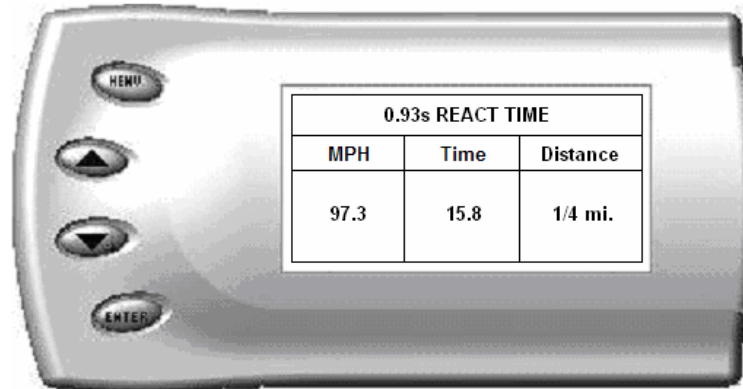 MENU
0.93s REACT TIME
MPH Time Distance
97.3 15.8 1/4 mi.
ENTER